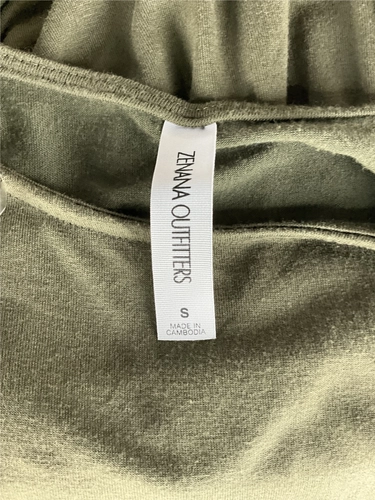 ZENANA OUTFITTERS
S
MADE IN
CAMBODIA